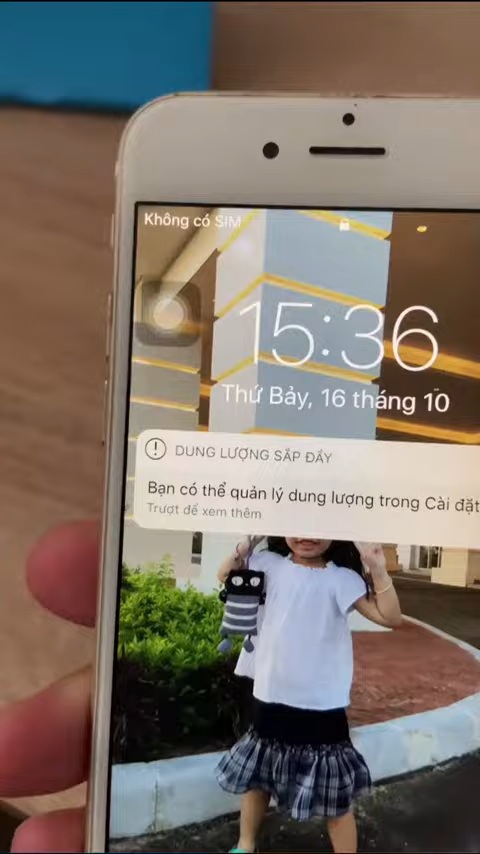 Không có SIM
15:36
Thứ Bảy, 16 tháng 10
DUNG LƯỢNG SẮP ĐẦY
Bạn có thể quản lý dung lượng trong Cài đặt
Trượt để xem thêm